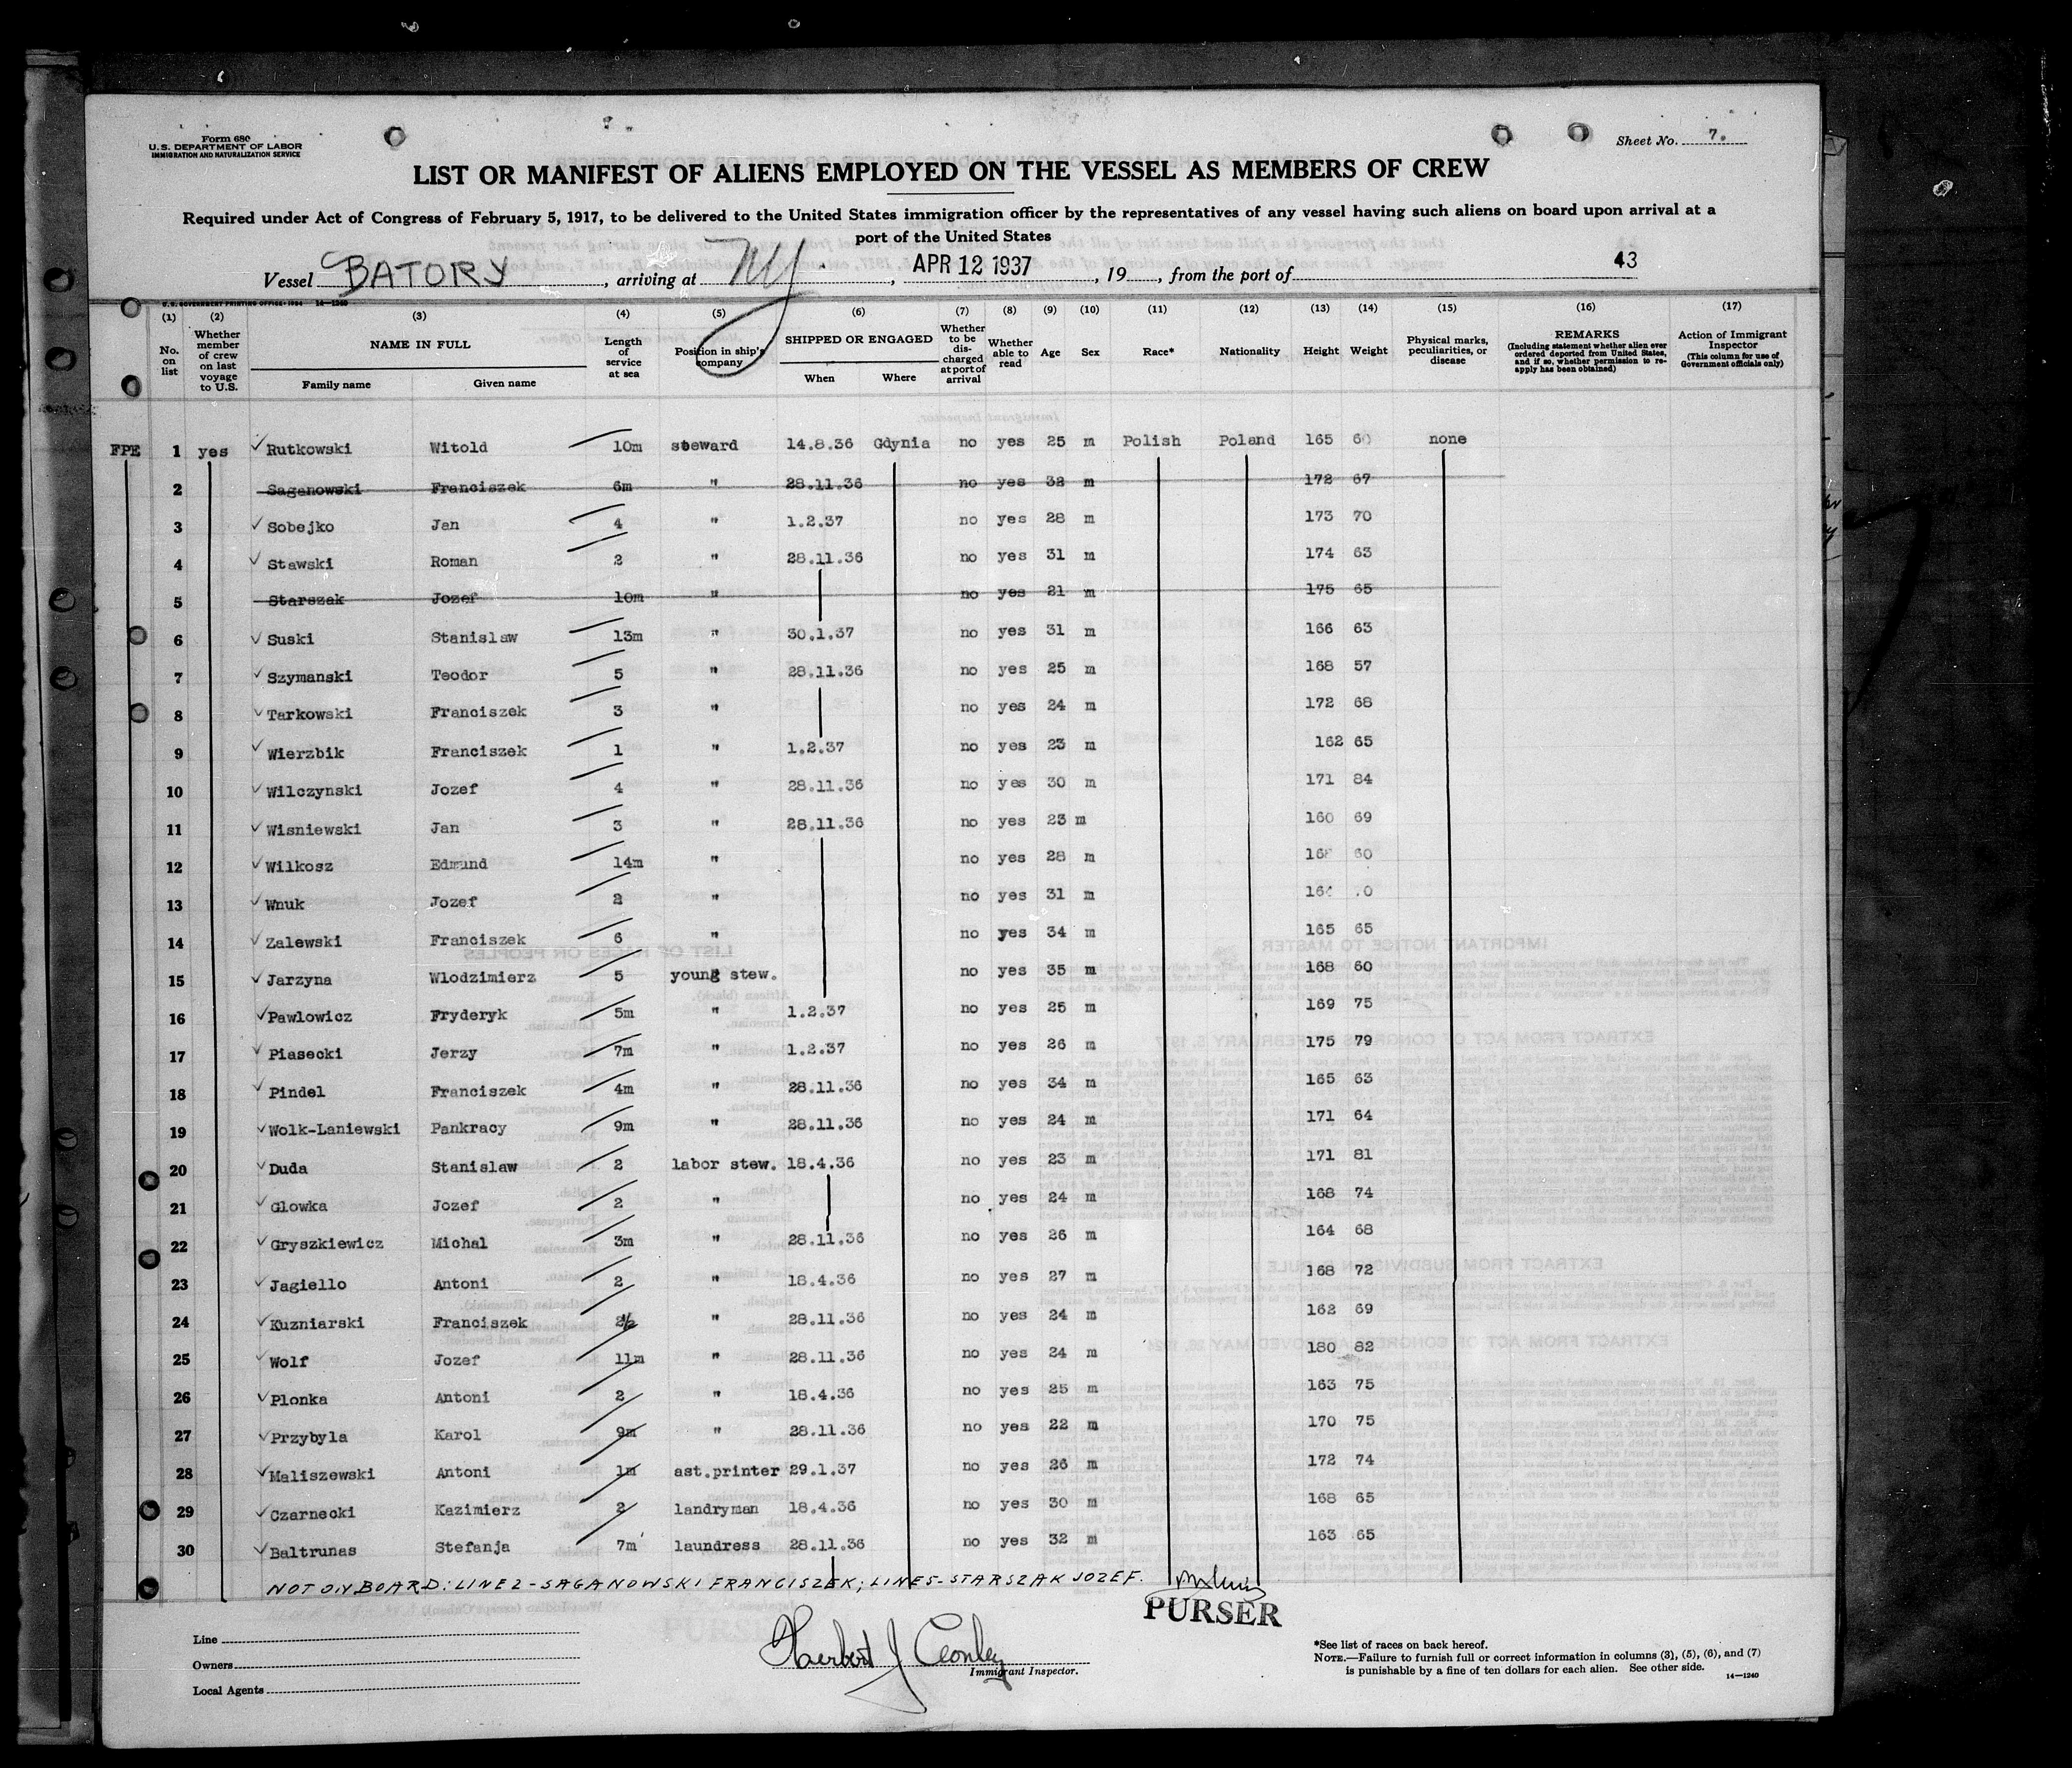 Form 680
U.S. DEPARTMENT OF LABOR
IMMIGRATION AND NATURALIZATION SERVICE
Sheet No. 7.
LIST OR MANIFEST OF ALIENS EMPLOYED ON THE VESSEL AS MEMBERS OF CREW
Required under Act of Congress of February 5, 1917, to be delivered to the United States immigration officer by the representatives of any vessel having such aliens on board upon arrival at a
port of the United States
Vessel BATORY, arriving at NY, APR 12 1937, 19, from the port of 43
U.S. GOVERNMENT PRINTING OFFICE 14—1240
(1) No. on list
(2) Whether member of crew on last voyage to U.S.
(3) NAME IN FULL Family name Given name
(4) Length of service at sea
(5) Position in ship's company
(6) SHIPPED OR ENGAGED When Where
(7) Whether to be discharged at port of arrival
(8) Whether able to read
(9) Age
(10) Sex
(11) Race*
(12) Nationality
(13) Height
(14) Weight
(15) Physical marks, peculiarities, or disease
(16) REMARKS (Including statement whether alien ever ordered deported from United States, and if so, whether permission to reapply has been obtained)
(17) Action of Immigrant Inspector (This column for use of Government officials only)
FPE 1 yes Rutkowski Witold 10m steward 14.8.36 Gdynia no yes 25 m Polish Poland 165 60 none
2 Saganowski Franciszek 6m " 28.11.36 no yes 32 m 172 67
3 Sobejko Jan 4 " 1.2.37 no yes 28 m 173 70
4 Stawski Roman 2 " 28.11.36 no yes 31 m 174 63
5 Starszak Jozef 10m " no yes 21 m 175 65
6 Suski Stanislaw 13m " 30.1.37 no yes 31 m 166 63
7 Szymanski Teodor 5 " 28.11.36 no yes 25 m 168 57
8 Tarkowski Franciszek 3 " no yes 24 m 172 68
9 Wierzbik Franciszek 1 " 1.2.37 no yes 23 m 162 65
10 Wilczynski Jozef 4 " 28.11.36 no yes 30 m 171 84
11 Wisniewski Jan 3 " 28.11.36 no yes 23 m 160 69
12 Wilkosz Edmund 14m " no yes 28 m 60
13 Wnuk Jozef 2 " no yes 31 m
14 Zalewski Franciszek 6 " no yes 34 m 165 65
15 Jarzyna Wlodzimierz 5 young stew. no yes 35 m 168 60
16 Pawlowicz Fryderyk 5m " 1.2.37 no yes 25 m 169 75
17 Piasecki Jerzy 7m " 1.2.37 no yes 26 m 175 79
18 Pindel Franciszek 4m " 28.11.36 no yes 34 m 165 63
19 Wolk-Laniewski Pankracy 9m " 28.11.36 no yes 24 m 171 64
20 Duda Stanislaw 2 labor stew. 18.4.36 no yes 23 m 171 81
21 Glowka Jozef 2 " no yes 24 m 168 74
22 Gryszkiewicz Michal 3m " 28.11.36 no yes 26 m 164 68
23 Jagiello Antoni 2 " 18.4.36 no yes 27 m 168 72
24 Kuzniarski Franciszek " 28.11.36 no yes 24 m 162 69
25 Wolf Jozef 11m " 28.11.36 no yes 24 m 180 82
26 Plonka Antoni 2 " 18.4.36 no yes 25 m 163 75
27 Przybyla Karol 9m " 28.11.36 no yes 22 m 170 75
28 Maliszewski Antoni 1m ast.printer 29.1.37 no yes 26 m 172 74
29 Czarnecki Kazimierz 2 landryman 18.4.36 no yes 30 m 168 65
30 Baltrunas Stefanja 7m laundress 28.11.36 no yes 32 m 163 65
NOT ON BOARD: LINE 2 - SAGANOWSKI FRANCISZEK; LINE 5 - STARSZAK JOZEF.
PURSER
Line
Owners
Local Agents
Herbert J Conley
Immigrant Inspector.
*See list of races on back hereof.
NOTE.—Failure to furnish full or correct information in columns (3), (5), (6), and (7)
is punishable by a fine of ten dollars for each alien. See other side.
14—1240